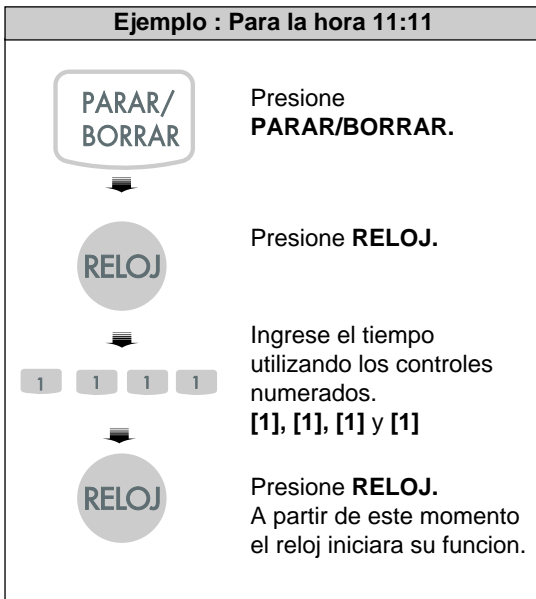 Ejemplo : Para la hora 11:11
PARAR/
BORRAR
Presione
PARAR/BORRAR.
RELOJ
Presione RELOJ.
1 1 1 1
Ingrese el tiempo
utilizando los controles
numerados.
[1], [1], [1] y [1]
RELOJ
Presione RELOJ.
A partir de este momento
el reloj iniciara su funcion.